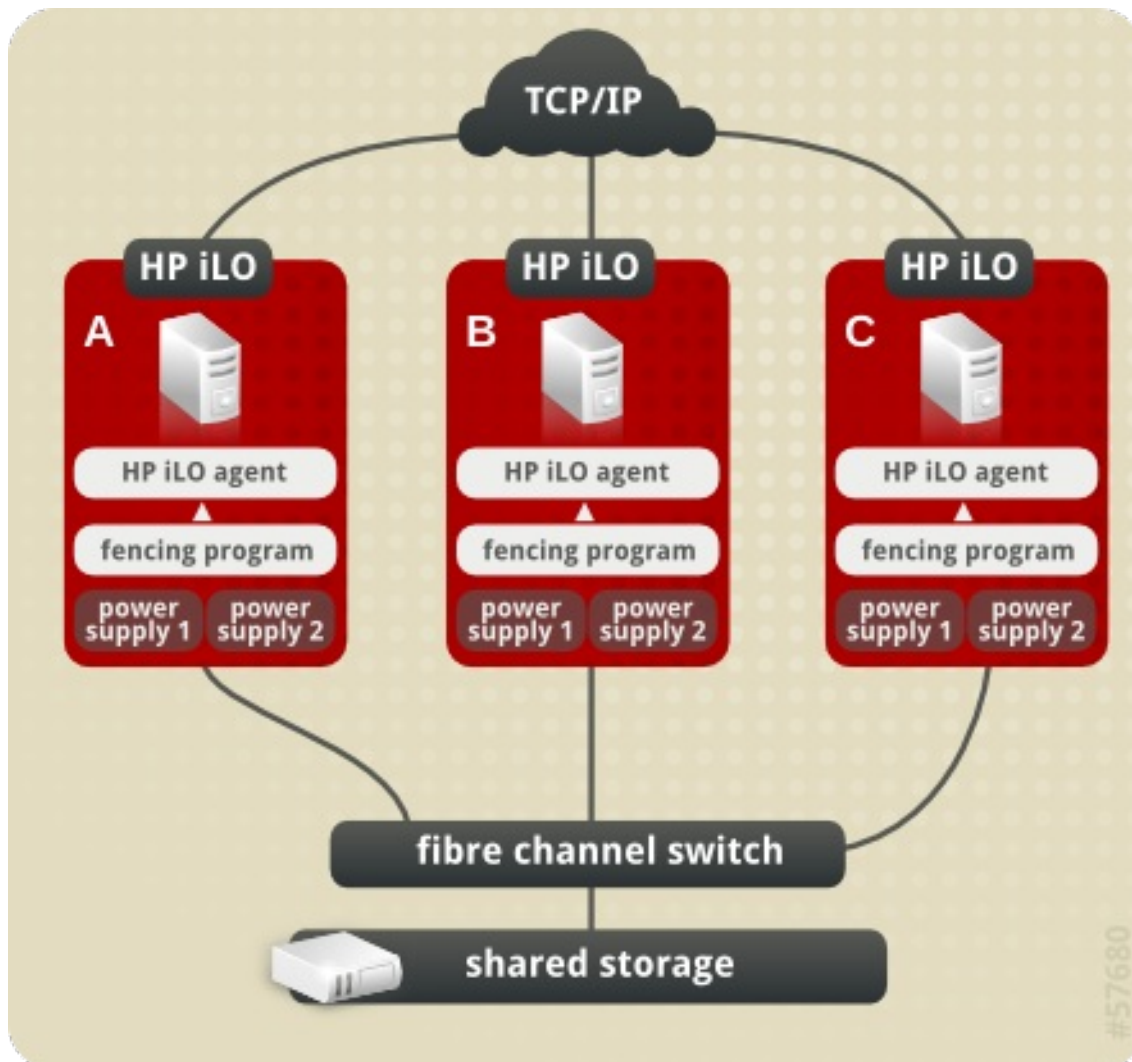 TCP/IP
HP iLO
HP iLO
HP iLO
A
B
C
HP iLO agent
HP iLO agent
HP iLO agent
fencing program
fencing program
fencing program
power
supply 1
power
supply 2
power
supply 1
power
supply 2
power
supply 1
power
supply 2
fibre channel switch
shared storage
#57680